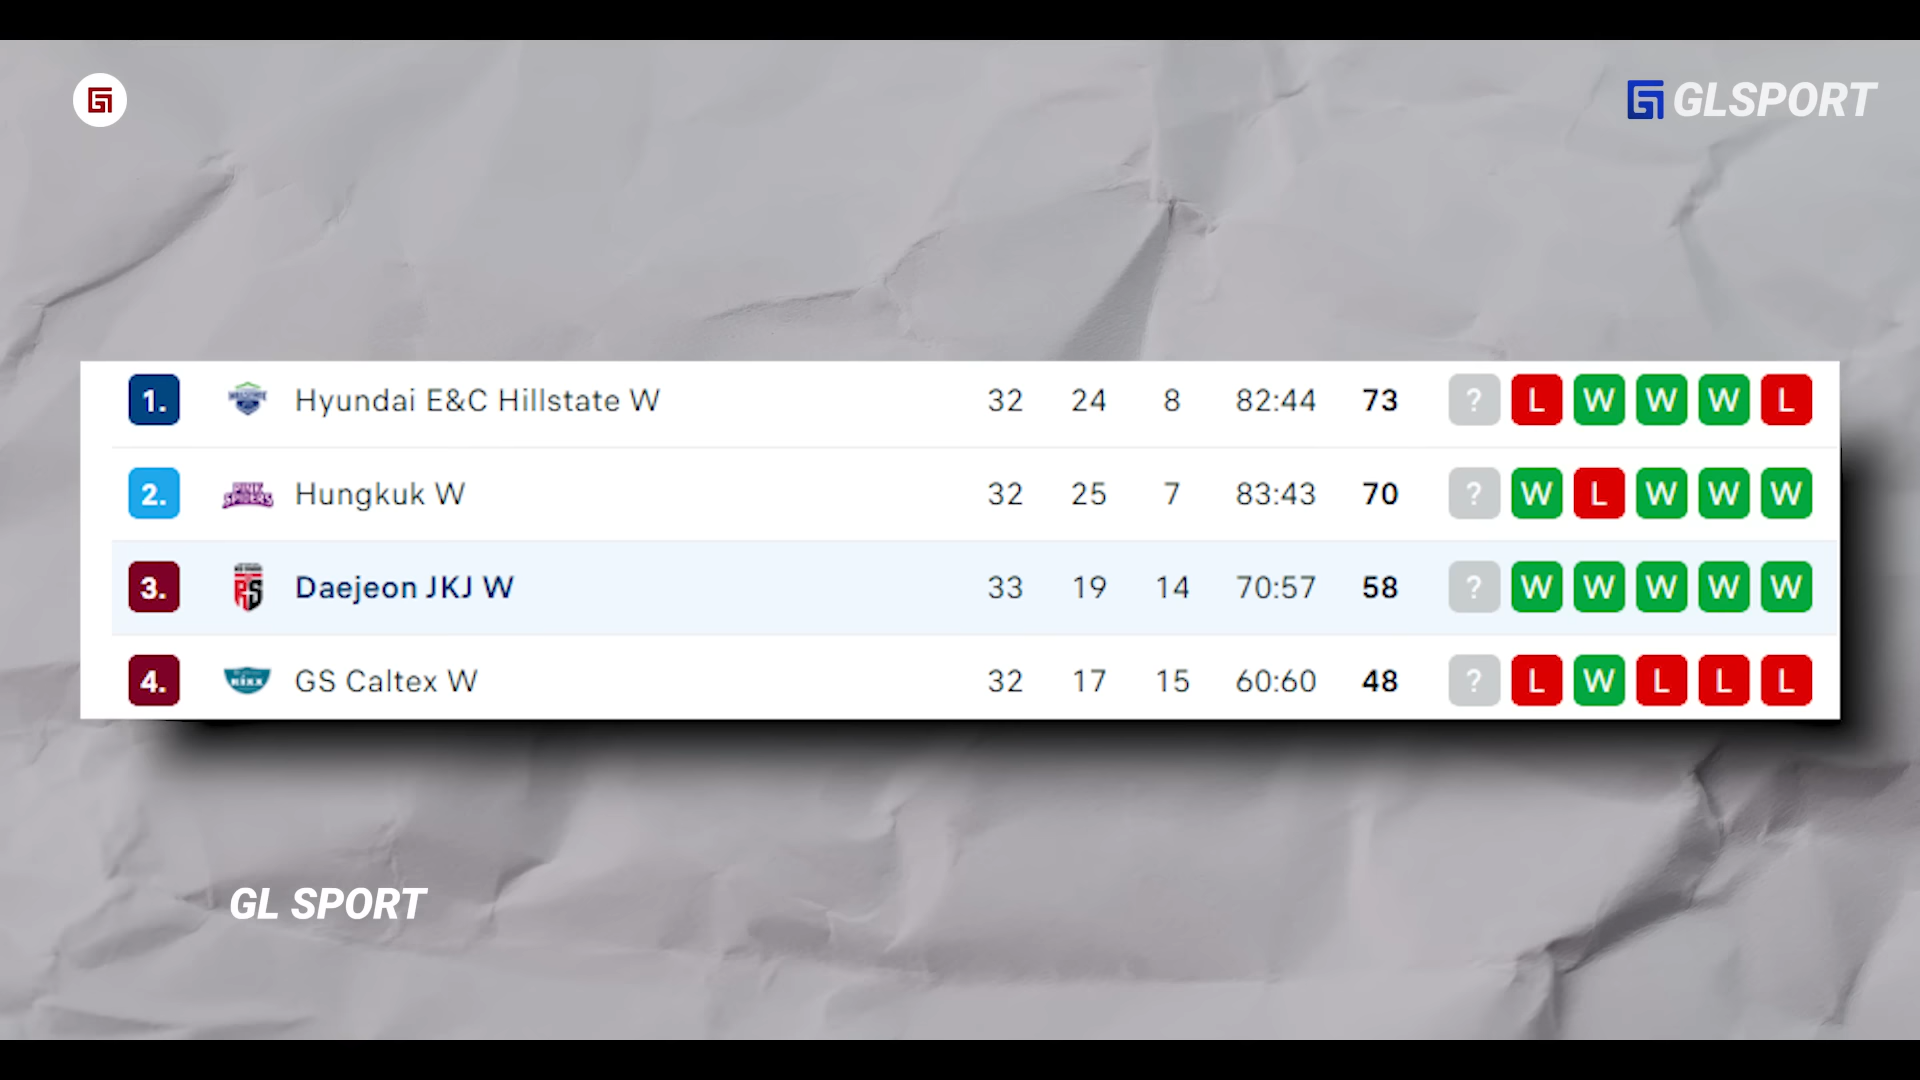 GLSPORT
1. Hyundai E&C Hillstate W 32 24 8 82:44 73 ? L W W W L
2. Hungkuk W 32 25 7 83:43 70 ? W L W W W
3. Daejeon JKJ W 33 19 14 70:57 58 ? W W W W W
4. GS Caltex W 32 17 15 60:60 48 ? L W L L L
GL SPORT